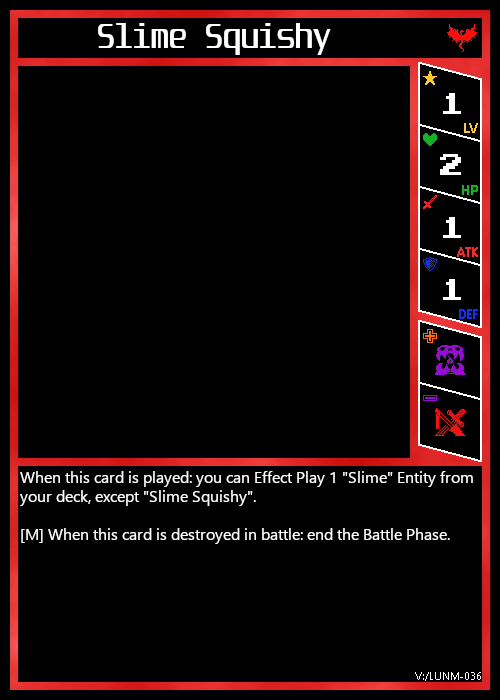 Slime Squishy
1
LV
2
HP
1
ATK
1
DEF
When this card is played: you can Effect Play 1 "Slime" Entity from
your deck, except "Slime Squishy".
[M] When this card is destroyed in battle: end the Battle Phase.
V:/LUNM-036